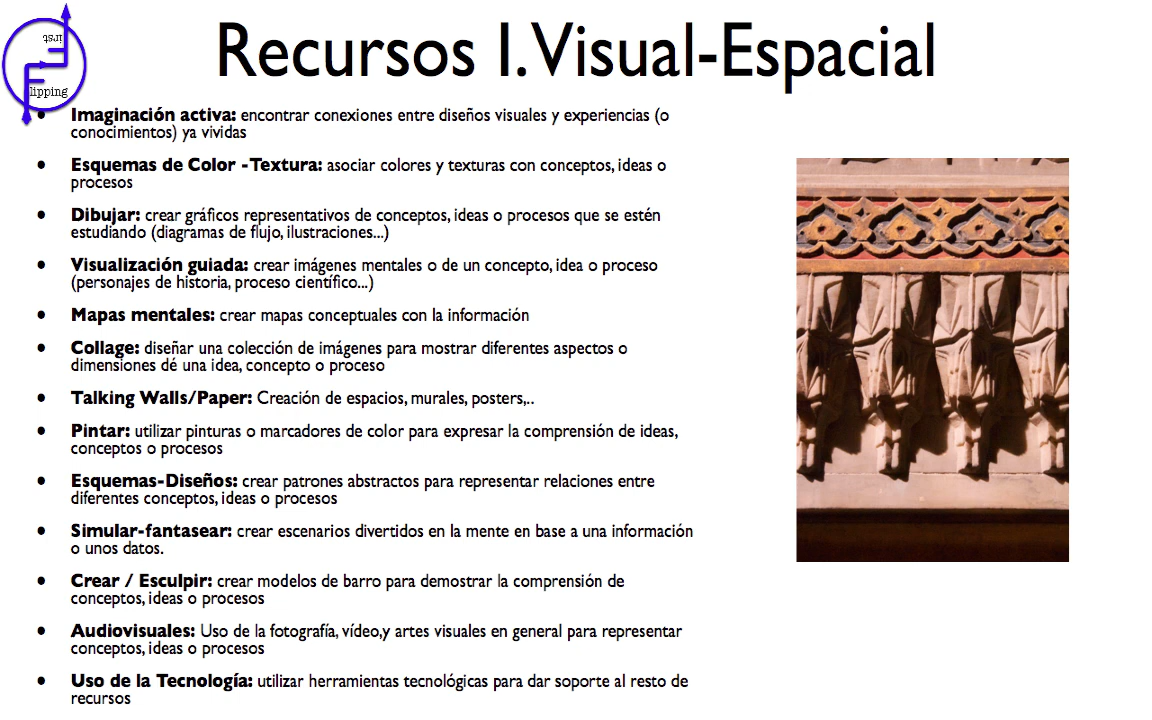 First
Flipping
Recursos I. Visual-Espacial
• Imaginación activa: encontrar conexiones entre diseños visuales y experiencias (o
conocimientos) ya vividas
• Esquemas de Color -Textura: asociar colores y texturas con conceptos, ideas o
procesos
• Dibujar: crear gráficos representativos de conceptos, ideas o procesos que se estén
estudiando (diagramas de flujo, ilustraciones...)
• Visualización guiada: crear imágenes mentales o de un concepto, idea o proceso
(personajes de historia, proceso científico...)
• Mapas mentales: crear mapas conceptuales con la información
• Collage: diseñar una colección de imágenes para mostrar diferentes aspectos o
dimensiones dé una idea, concepto o proceso
• Talking Walls/Paper: Creación de espacios, murales, posters,..
• Pintar: utilizar pinturas o marcadores de color para expresar la comprensión de ideas,
conceptos o procesos
• Esquemas-Diseños: crear patrones abstractos para representar relaciones entre
diferentes conceptos, ideas o procesos
• Simular-fantasear: crear escenarios divertidos en la mente en base a una información
o unos datos.
• Crear / Esculpir: crear modelos de barro para demostrar la comprensión de
conceptos, ideas o procesos
• Audiovisuales: Uso de la fotografía, vídeo,y artes visuales en general para representar
conceptos, ideas o procesos
• Uso de la Tecnología: utilizar herramientas tecnológicas para dar soporte al resto de
recursos